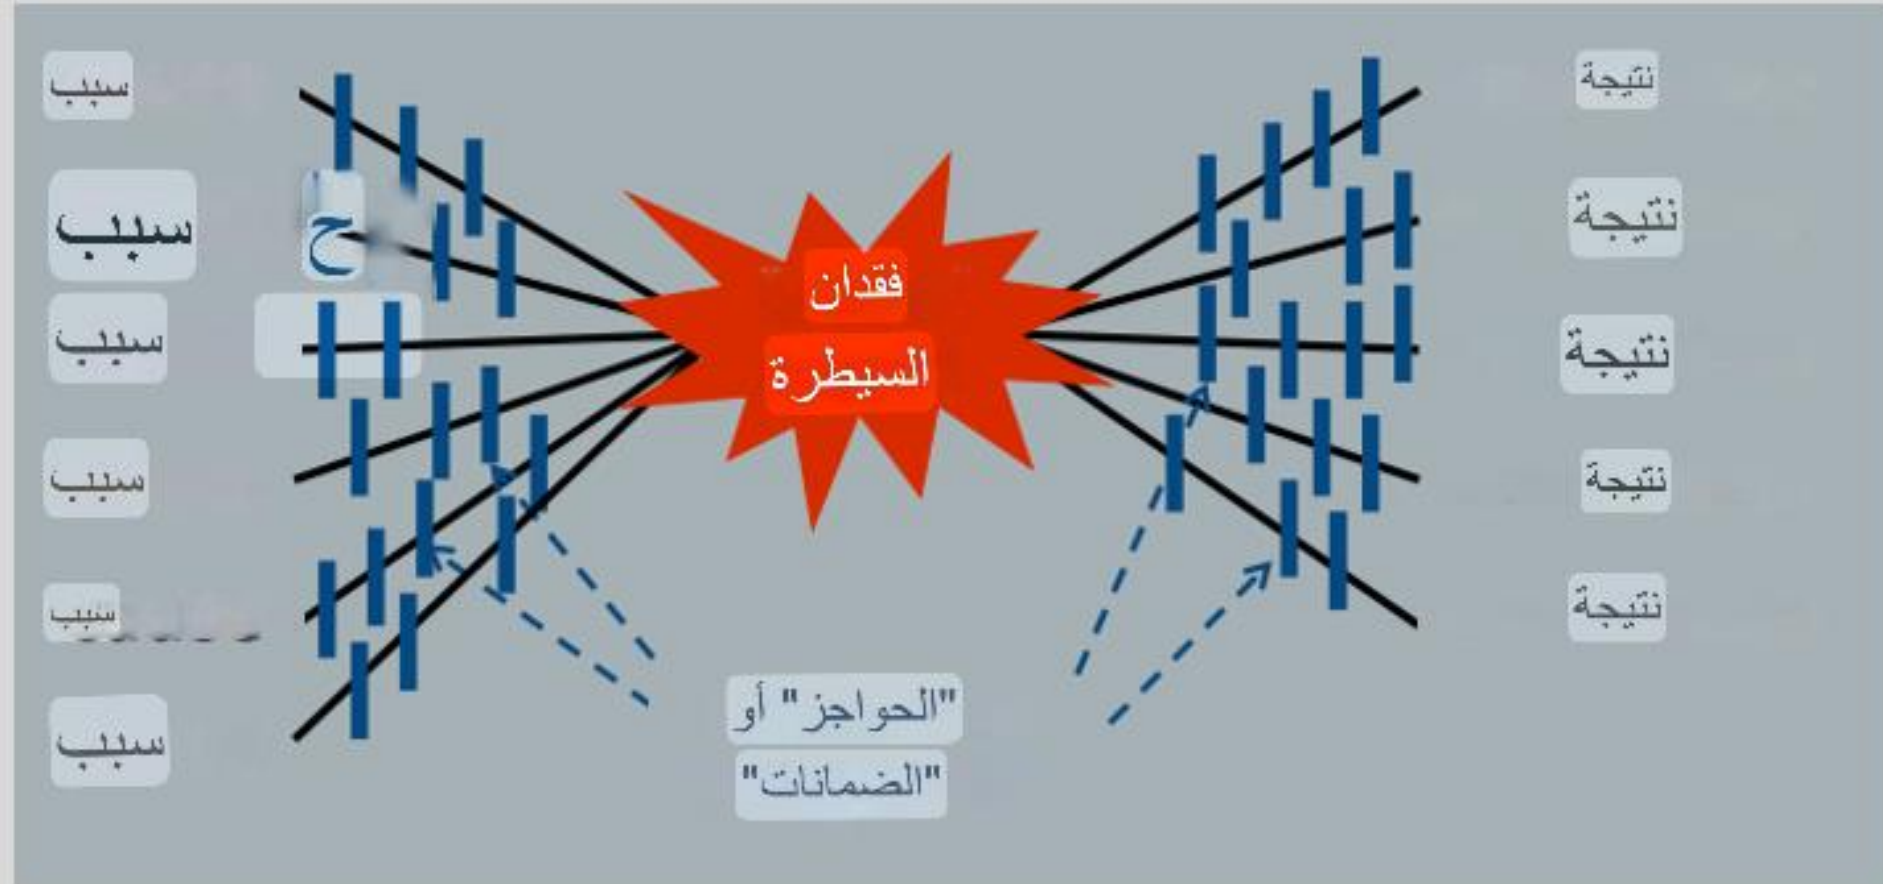 سبب
نتيجة
سبب
ح
نتيجة
فقدان
سبب
نتيجة
السيطرة
سبب
نتيجة
سبب
نتيجة
سبب
"الحواجز" أو
"الضمانات"